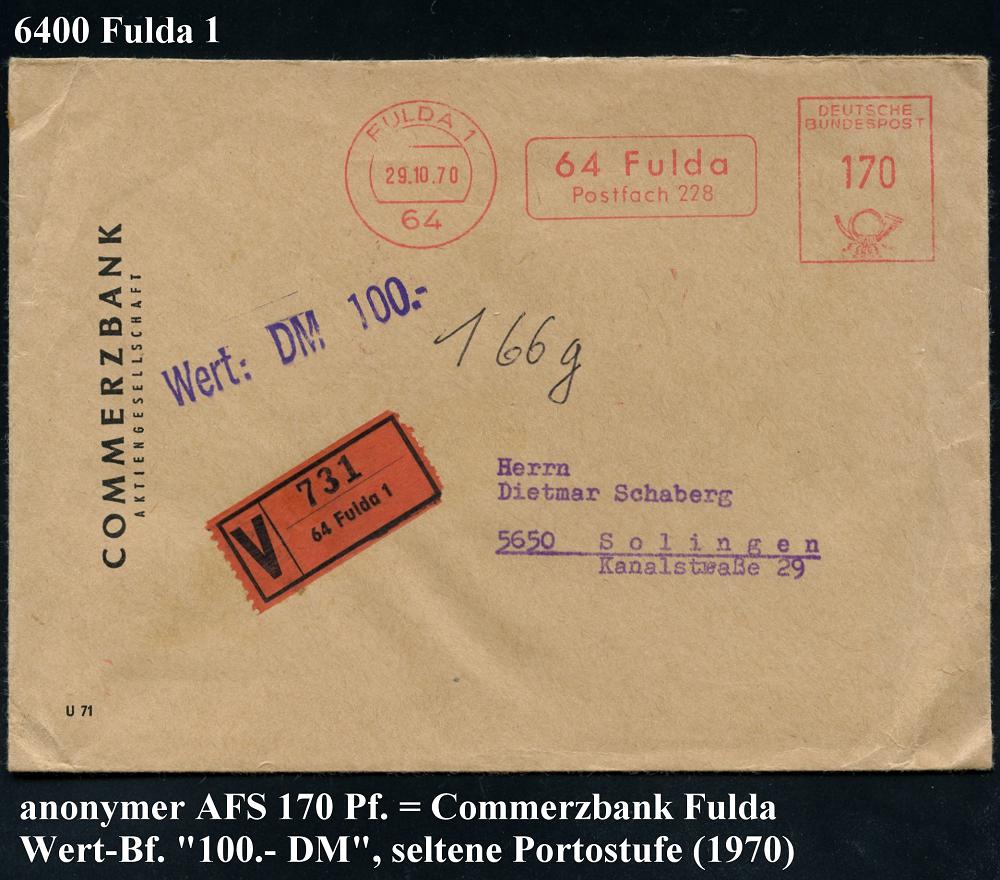 6400 Fulda 1
FULDA 1
29.10.70
64
64 Fulda
Postfach 228
DEUTSCHE
BUNDESPOST
170
COMMERZBANK
AKTIENGESELLSCHAFT
Wert: DM 100.-
166g
V
731
64 Fulda 1
Herrn
Dietmar Schaberg
5650 Solingen
Kanalstraße 29
U 71
anonymer AFS 170 Pf. = Commerzbank Fulda
Wert-Bf. "100.- DM", seltene Portostufe (1970)